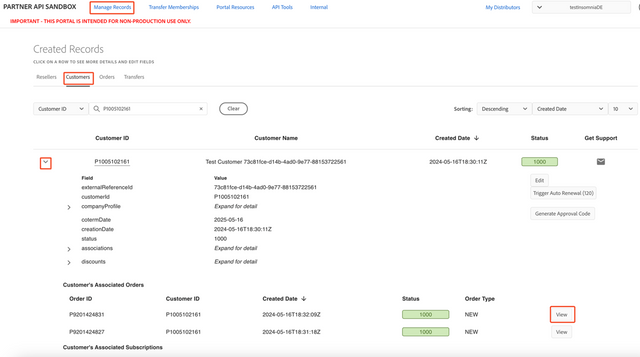 PARTNER API SANDBOX Manage Records Transfer Memberships Portal Resources API Tools Internal My Distributors testInsomniaDE
IMPORTANT - THIS PORTAL IS INTENDED FOR NON-PRODUCTION USE ONLY.
Created Records
CLICK ON A ROW TO SEE MORE DETAILS AND EDIT FIELDS
Resellers Customers Orders Transfers
Customer ID P1005102161 Clear Sorting: Descending Created Date 10
Customer ID Customer Name Created Date Status Get Support
P1005102161 Test Customer 73c81fce-d14b-4ad0-9e77-88153722561 2024-05-16T18:30:11Z 1000
Field Value Edit
externalReferenceId 73c81fce-d14b-4ad0-9e77-88153722561
customerId P1005102161 Trigger Auto Renewal (120)
companyProfile Expand for detail
cotermDate 2025-05-16 Generate Approval Code
creationDate 2024-05-16T18:30:11Z
status 1000
associations Expand for detail
discounts Expand for detail
Customer's Associated Orders
Order ID Customer ID Created Date Status Order Type
P9201424831 P1005102161 2024-05-16T18:32:09Z 1000 NEW View
P9201424827 P1005102161 2024-05-16T18:31:18Z 1000 NEW View
Customer's Associated Subscriptions